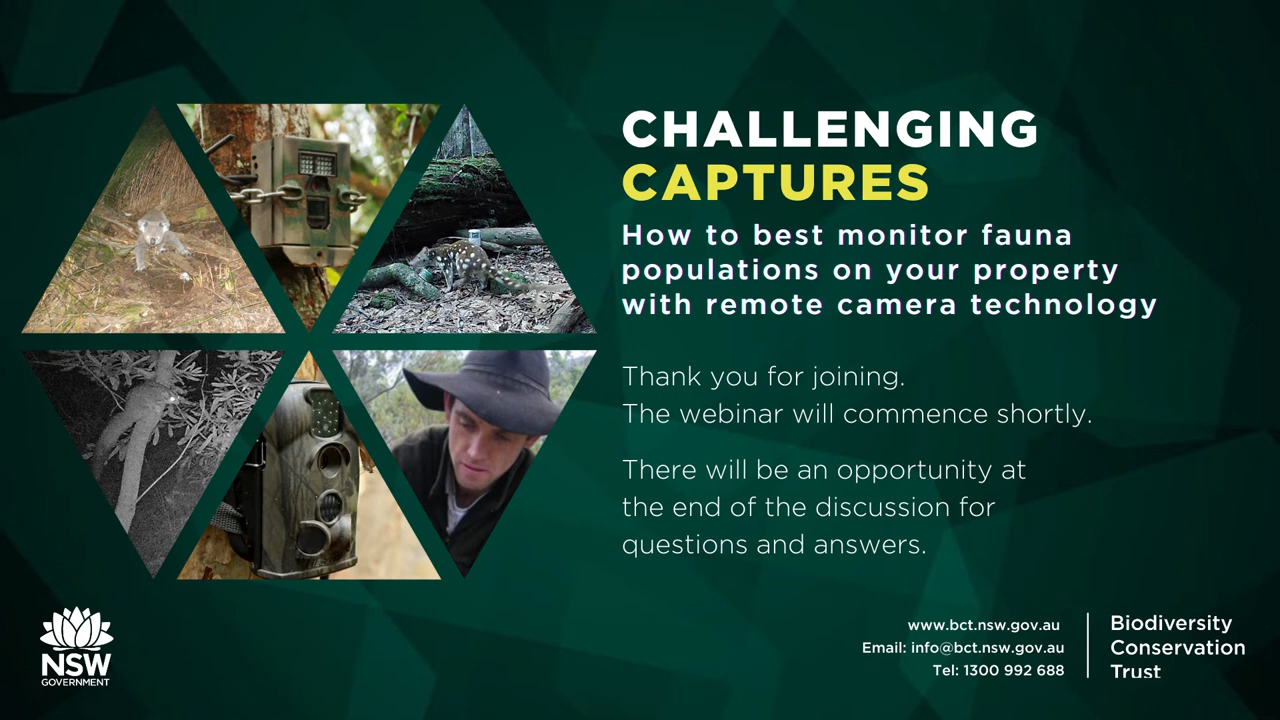 CHALLENGING
CAPTURES
How to best monitor fauna
populations on your property
with remote camera technology
Thank you for joining.
The webinar will commence shortly.
There will be an opportunity at
the end of the discussion for
questions and answers.
NSW
GOVERNMENT
www.bct.nsw.gov.au
Email: info@bct.nsw.gov.au
Tel: 1300 992 688
Biodiversity
Conservation
Trust